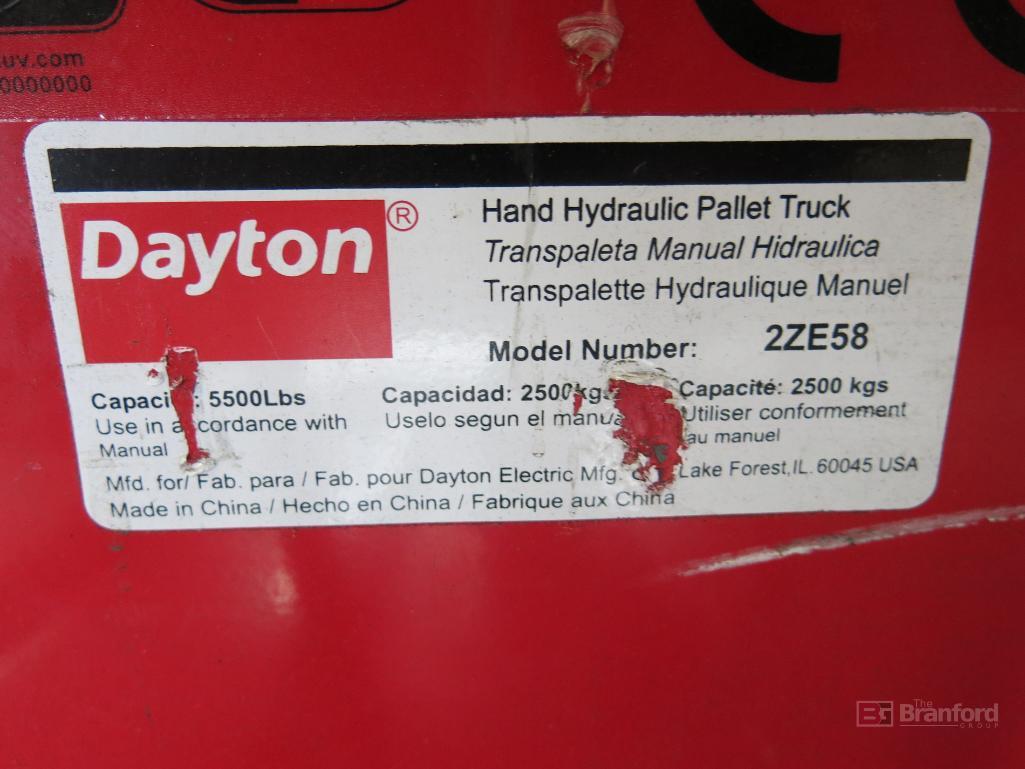 uv.com
0000000
Dayton®
Hand Hydraulic Pallet Truck
Transpaleta Manual Hidraulica
Transpalette Hydraulique Manuel
Model Number: 2ZE58
: 5500Lbs
Use in with
Manual
Capacidad: 2500kg
Uselo segun el
Capacité: 2500 kgs
Utiliser conformement
au manuel
Mfd. for/ Fab. para / Fab. pour Dayton Electric Mfg. Lake Forest,IL. 60045 USA
Made in China / Hecho en China / Fabrique aux China
BG The Branford GROUP